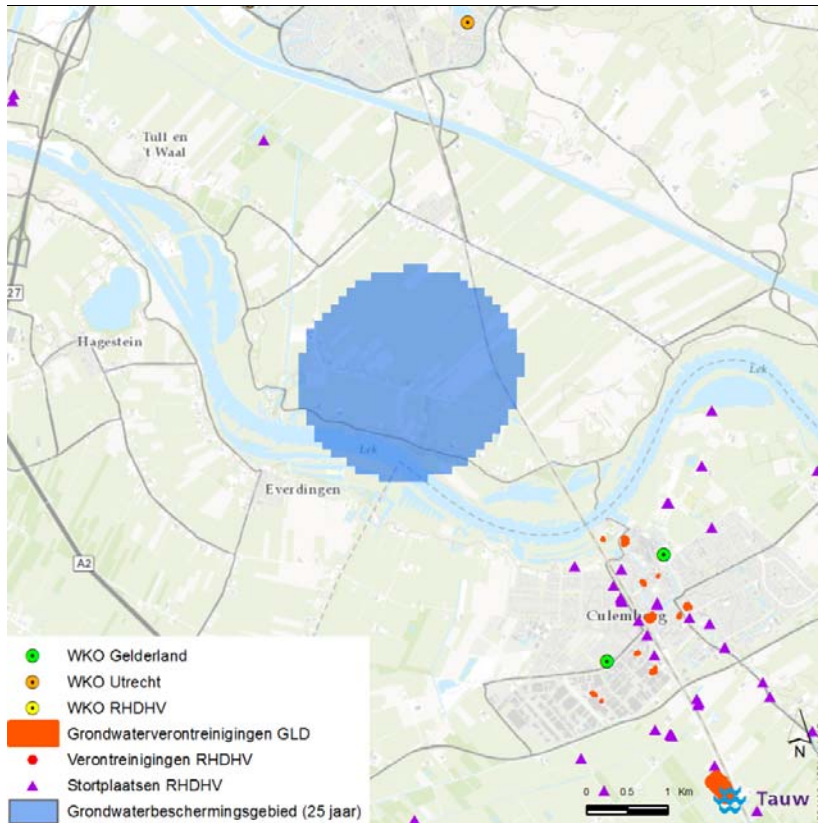 Tull en
't Waal
27
Hagestein
Lek
Lek
Everdingen
A2
Culemborg
WKO Gelderland
WKO Utrecht
WKO RHDHV
Grondwaterverontreinigingen GLD
Verontreinigingen RHDHV
Stortplaatsen RHDHV
Grondwaterbeschermingsgebied (25 jaar)
N
0 0.5 1 Km
Tauw